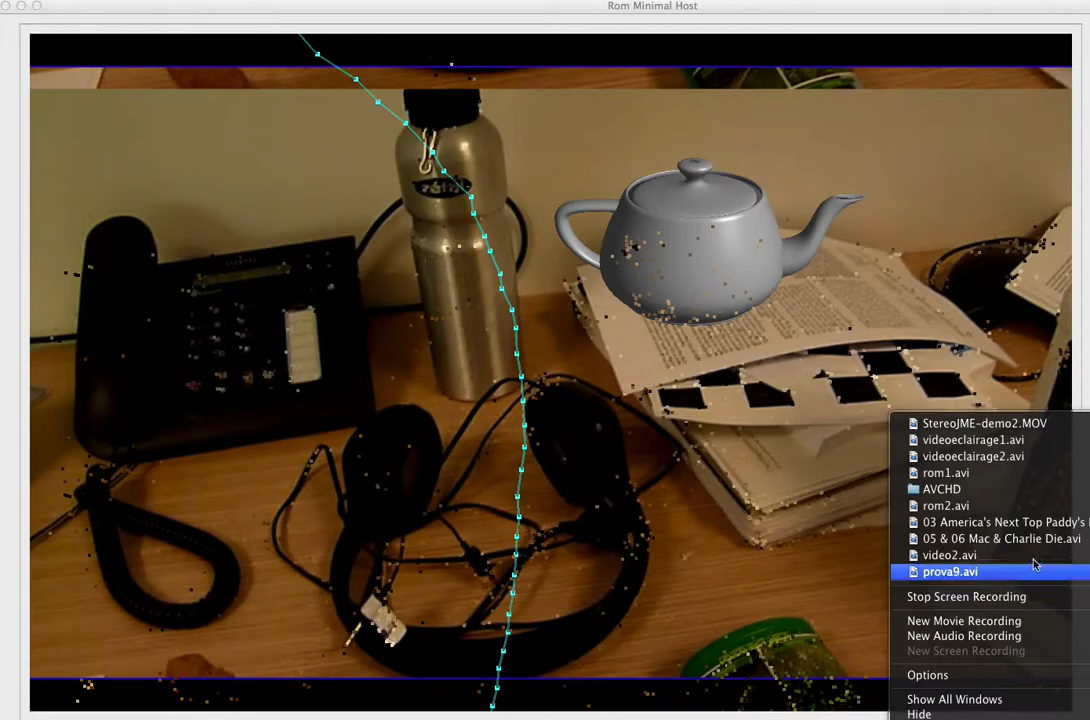 Rom Minimal Host
StereoJME-demo2.MOV
videoeclairage1.avi
videoeclairage2.avi
rom1.avi
AVCHD
rom2.avi
03 America's Next Top Paddy's
05 & 06 Mac & Charlie Die.avi
video2.avi
prova9.avi
Stop Screen Recording
New Movie Recording
New Audio Recording
New Screen Recording
Options
Show All Windows
Hide